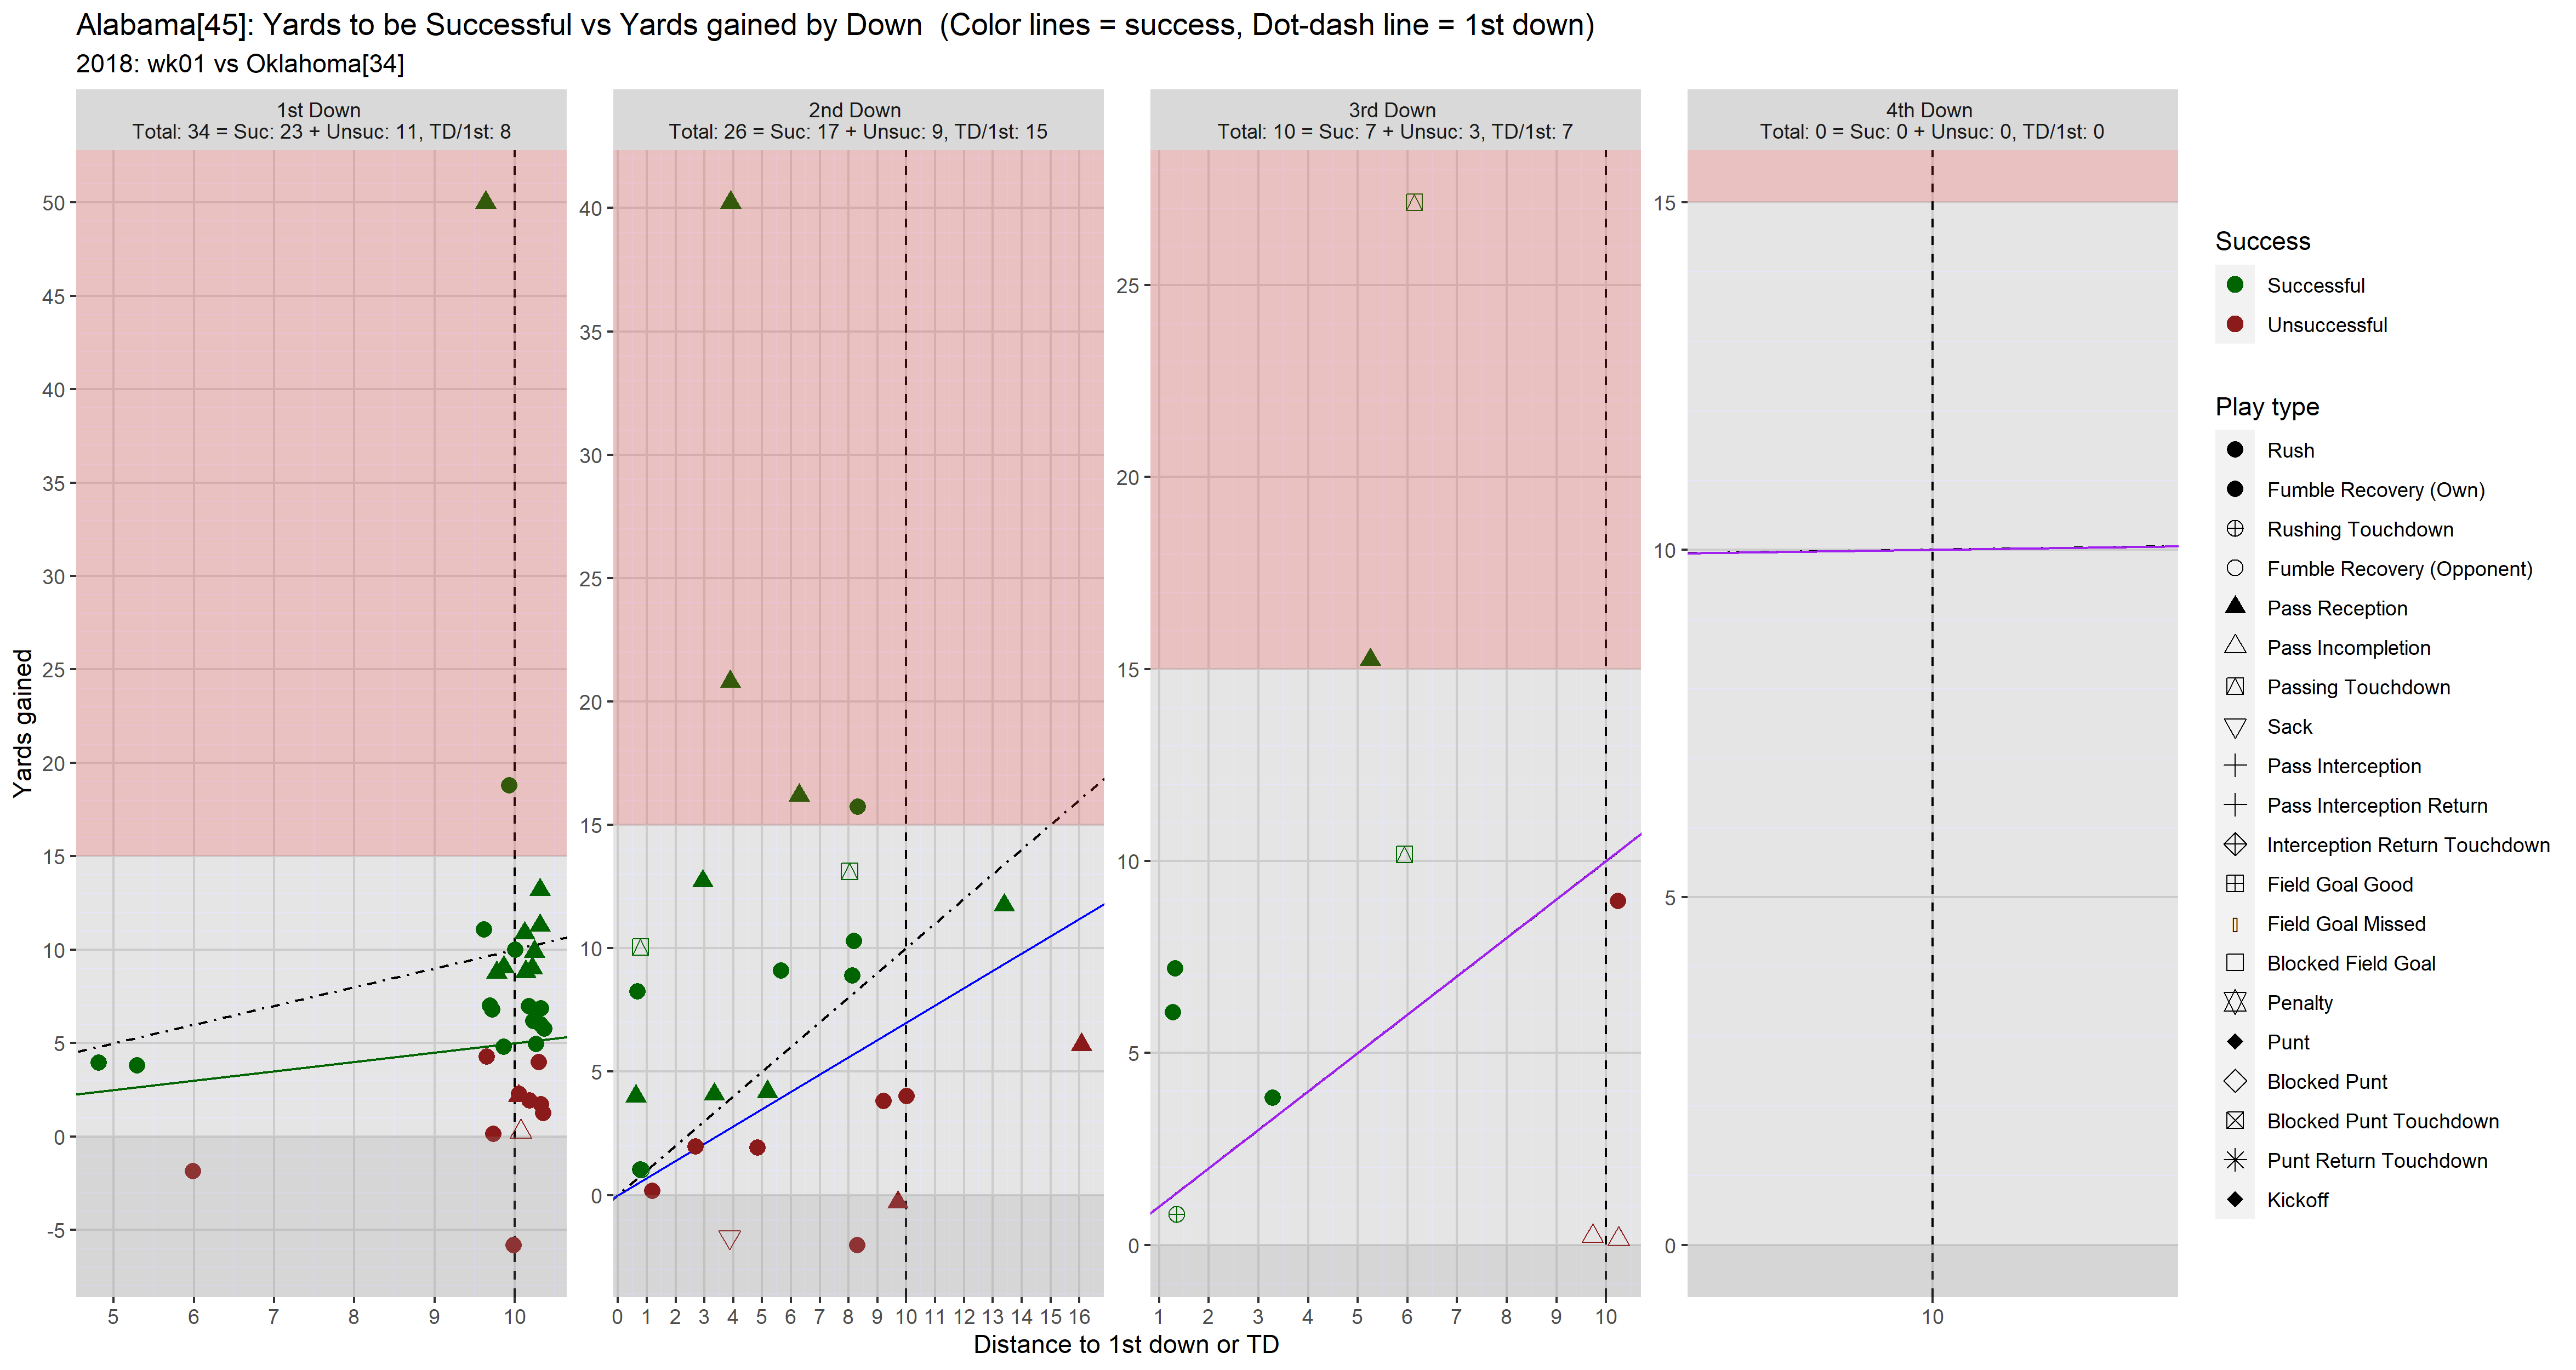 Alabama[45]: Yards to be Successful vs Yards gained by Down  (Color lines = success, Dot-dash line = 1st down)
2018: wk01 vs Oklahoma[34]
1st Down
Total: 34 = Suc: 23 + Unsuc: 11, TD/1st: 8
2nd Down
Total: 26 = Suc: 17 + Unsuc: 9, TD/1st: 15
3rd Down
Total: 10 = Suc: 7 + Unsuc: 3, TD/1st: 7
4th Down
Total: 0 = Suc: 0 + Unsuc: 0, TD/1st: 0
Yards gained
50
45
40
35
30
25
20
15
10
5
0
-5
5 6 7 8 9 10
40
35
30
25
20
15
10
5
0
0 1 2 3 4 5 6 7 8 9 10 11 12 13 14 15 16
25
20
15
10
5
0
1 2 3 4 5 6 7 8 9 10
15
10
5
0
10
Distance to 1st down or TD
Success
Successful
Unsuccessful
Play type
Rush
Fumble Recovery (Own)
Rushing Touchdown
Fumble Recovery (Opponent)
Pass Reception
Pass Incompletion
Passing Touchdown
Sack
Pass Interception
Pass Interception Return
Interception Return Touchdown
Field Goal Good
Field Goal Missed
Blocked Field Goal
Penalty
Punt
Blocked Punt
Blocked Punt Touchdown
Punt Return Touchdown
Kickoff